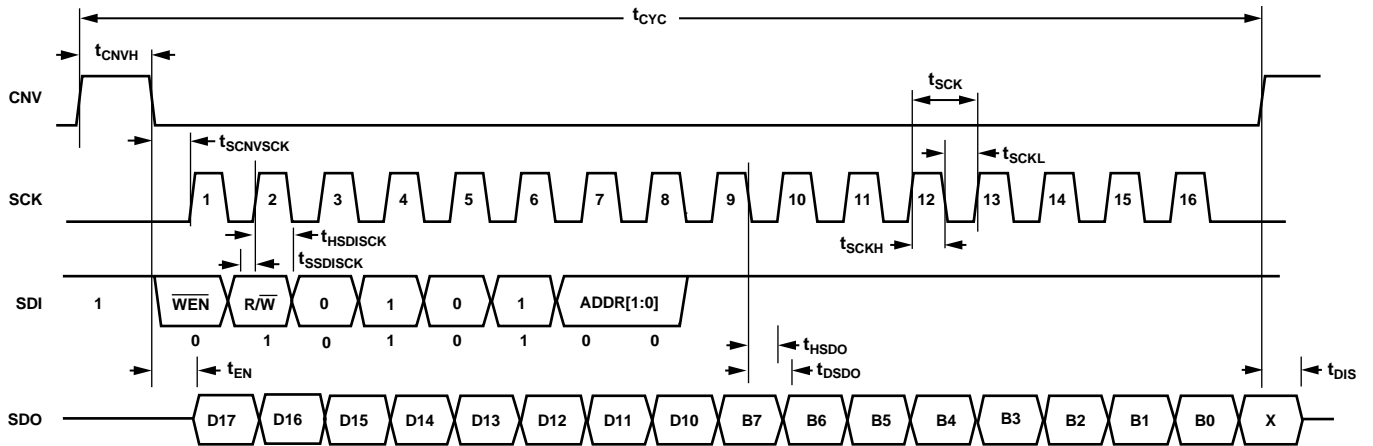 tCYC
tCNVH
CNV
tSCK
tSCNVSCK
tSCKL
SCK
1 2 3 4 5 6 7 8 9 10 11 12 13 14 15 16
tHSDISCK
tSCKH
tSSDISCK
SDI
1 WEN R/W 0 1 0 1 ADDR[1:0]
0 1 0 1 0 1 0 0
tHSDO
tEN
tDSDO
tDIS
SDO
D17 D16 D15 D14 D13 D12 D11 D10 B7 B6 B5 B4 B3 B2 B1 B0 X